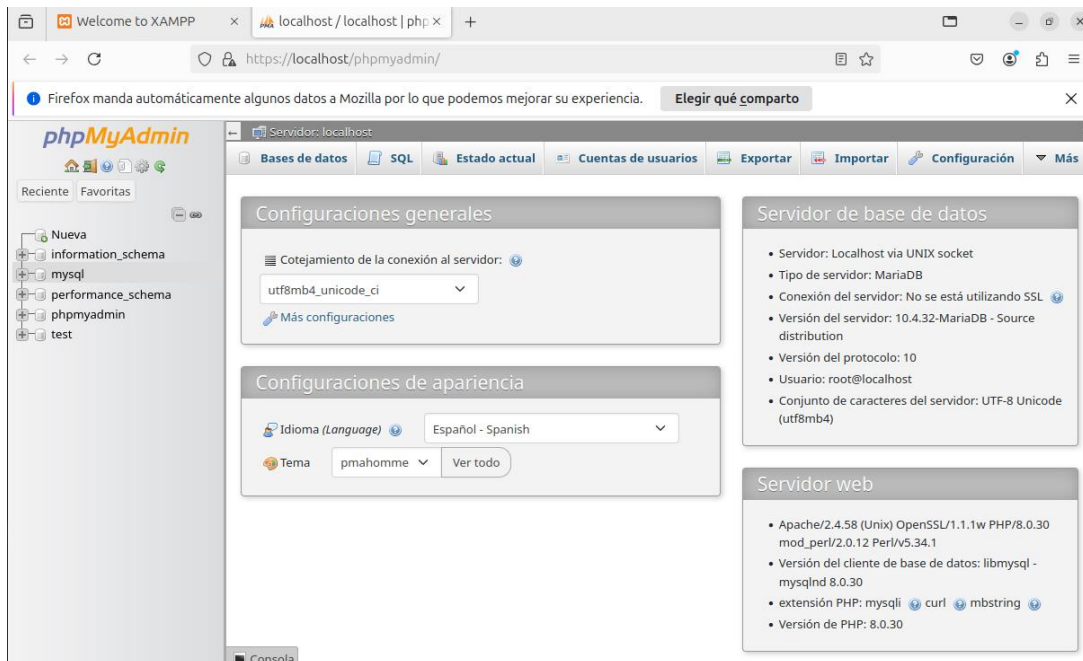 Welcome to XAMPP
localhost / localhost | php
https://localhost/phpmyadmin/
Firefox manda automáticamente algunos datos a Mozilla por lo que podemos mejorar su experiencia.
Elegir qué comparto
phpMyAdmin
Reciente Favoritas
Nueva
information_schema
mysql
performance_schema
phpmyadmin
test
Servidor: localhost
Bases de datos SQL Estado actual Cuentas de usuarios Exportar Importar Configuración Más
Configuraciones generales
Cotejamiento de la conexión al servidor:
utf8mb4_unicode_ci
Más configuraciones
Configuraciones de apariencia
Idioma (Language) Español - Spanish
Tema pmahomme Ver todo
Servidor de base de datos
• Servidor: Localhost via UNIX socket
• Tipo de servidor: MariaDB
• Conexión del servidor: No se está utilizando SSL
• Versión del servidor: 10.4.32-MariaDB - Source
distribution
• Versión del protocolo: 10
• Usuario: root@localhost
• Conjunto de caracteres del servidor: UTF-8 Unicode
(utf8mb4)
Servidor web
• Apache/2.4.58 (Unix) OpenSSL/1.1.1w PHP/8.0.30
mod_perl/2.0.12 Perl/v5.34.1
• Versión del cliente de base de datos: libmysql -
mysqlnd 8.0.30
• extensión PHP: mysqli curl mbstring
• Versión de PHP: 8.0.30
Consola